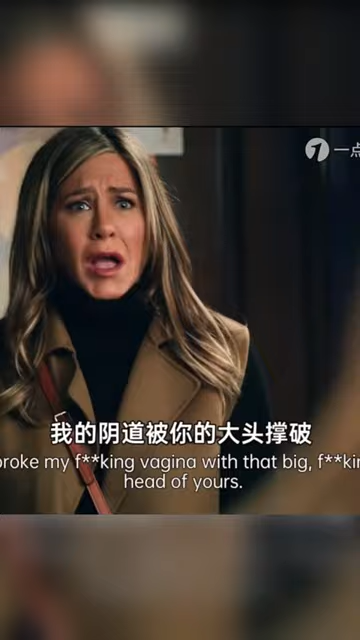 一点
我的阴道被你的大头撑破
broke my f**king vagina with that big, f**kin
head of yours.